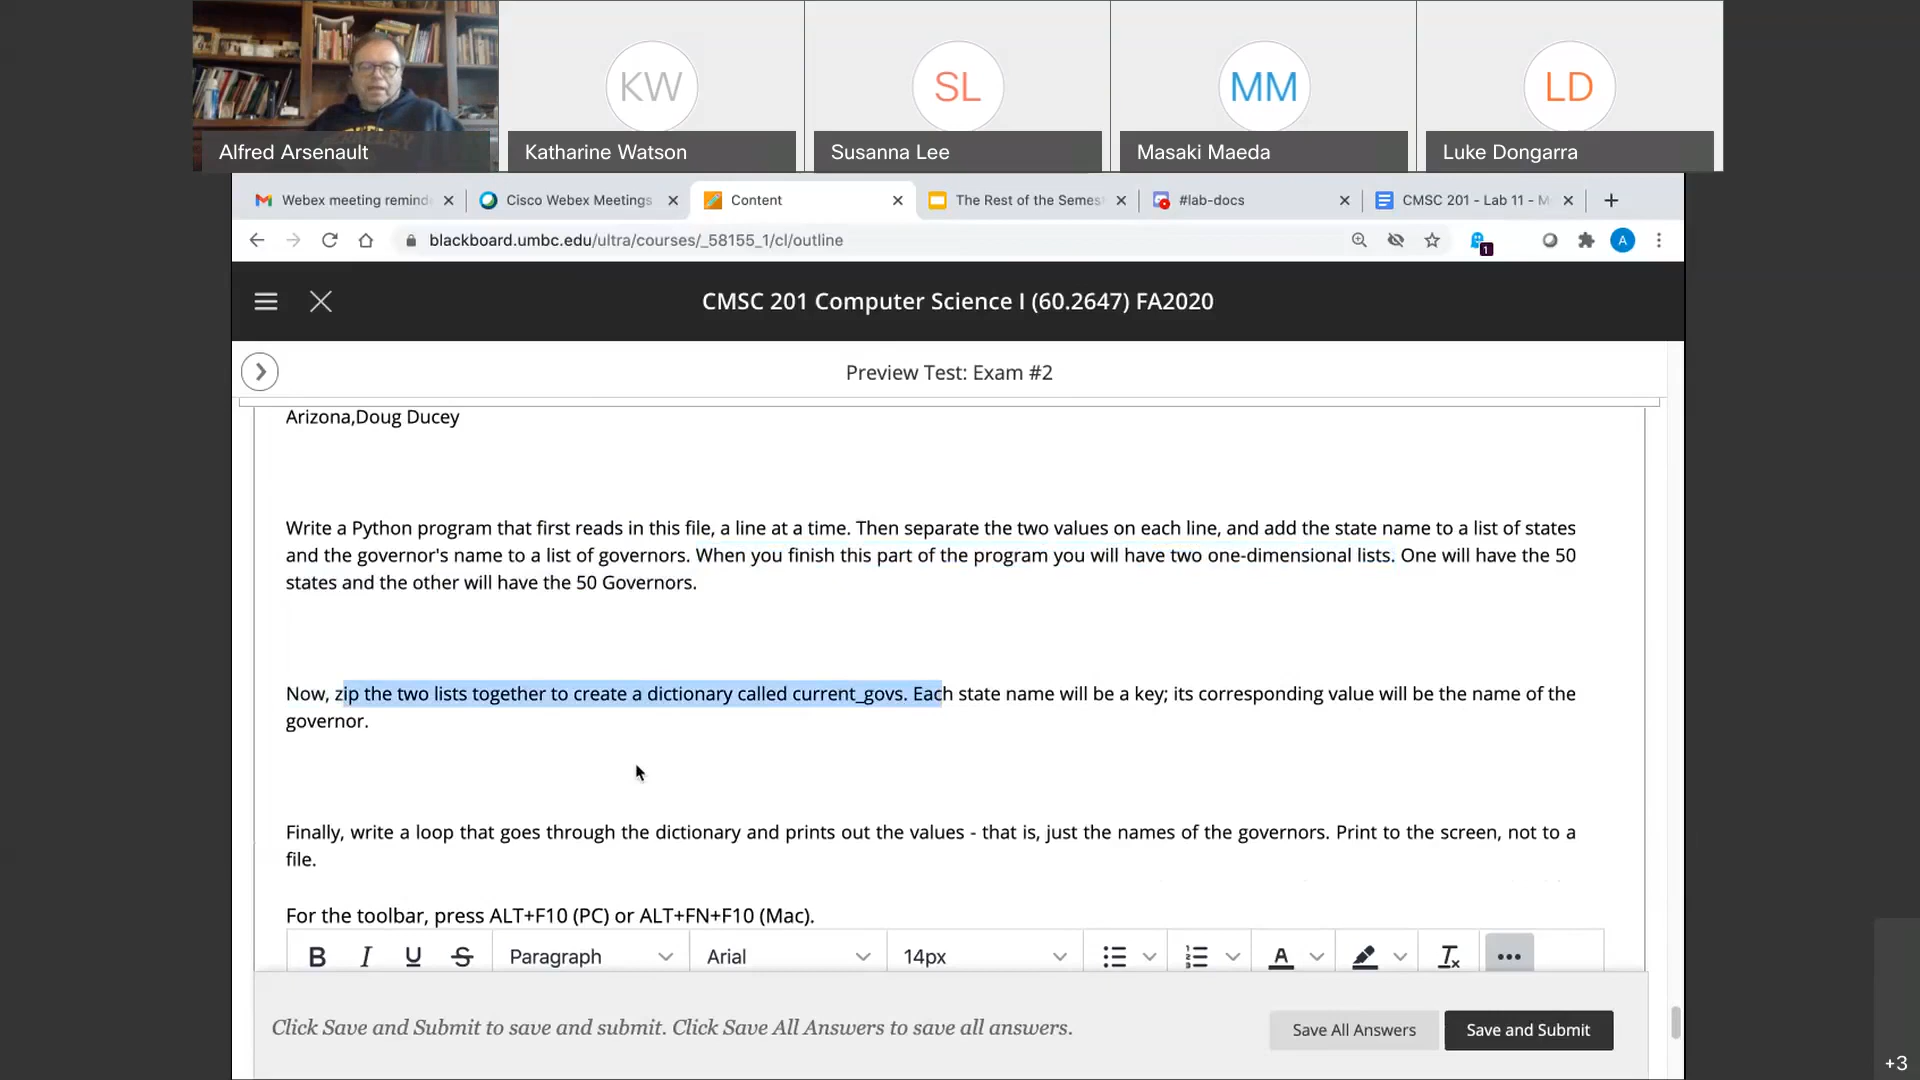 KW
SL
MM
LD
Alfred Arsenault
Katharine Watson
Susanna Lee
Masaki Maeda
Luke Dongarra
Webex meeting remind
Cisco Webex Meetings
Content
The Rest of the Semes
#lab-docs
CMSC 201 - Lab 11 - M
blackboard.umbc.edu/ultra/courses/_58155_1/cl/outline
1
A
CMSC 201 Computer Science I (60.2647) FA2020
Preview Test: Exam #2
Arizona,Doug Ducey
Write a Python program that first reads in this file, a line at a time. Then separate the two values on each line, and add the state name to a list of states
and the governor's name to a list of governors. When you finish this part of the program you will have two one-dimensional lists. One will have the 50
states and the other will have the 50 Governors.
Now, zip the two lists together to create a dictionary called current_govs. Each state name will be a key; its corresponding value will be the name of the
governor.
Finally, write a loop that goes through the dictionary and prints out the values - that is, just the names of the governors. Print to the screen, not to a
file.
For the toolbar, press ALT+F10 (PC) or ALT+FN+F10 (Mac).
B I U S Paragraph Arial 14px A Tx
Click Save and Submit to save and submit. Click Save All Answers to save all answers.
Save All Answers
Save and Submit
+3